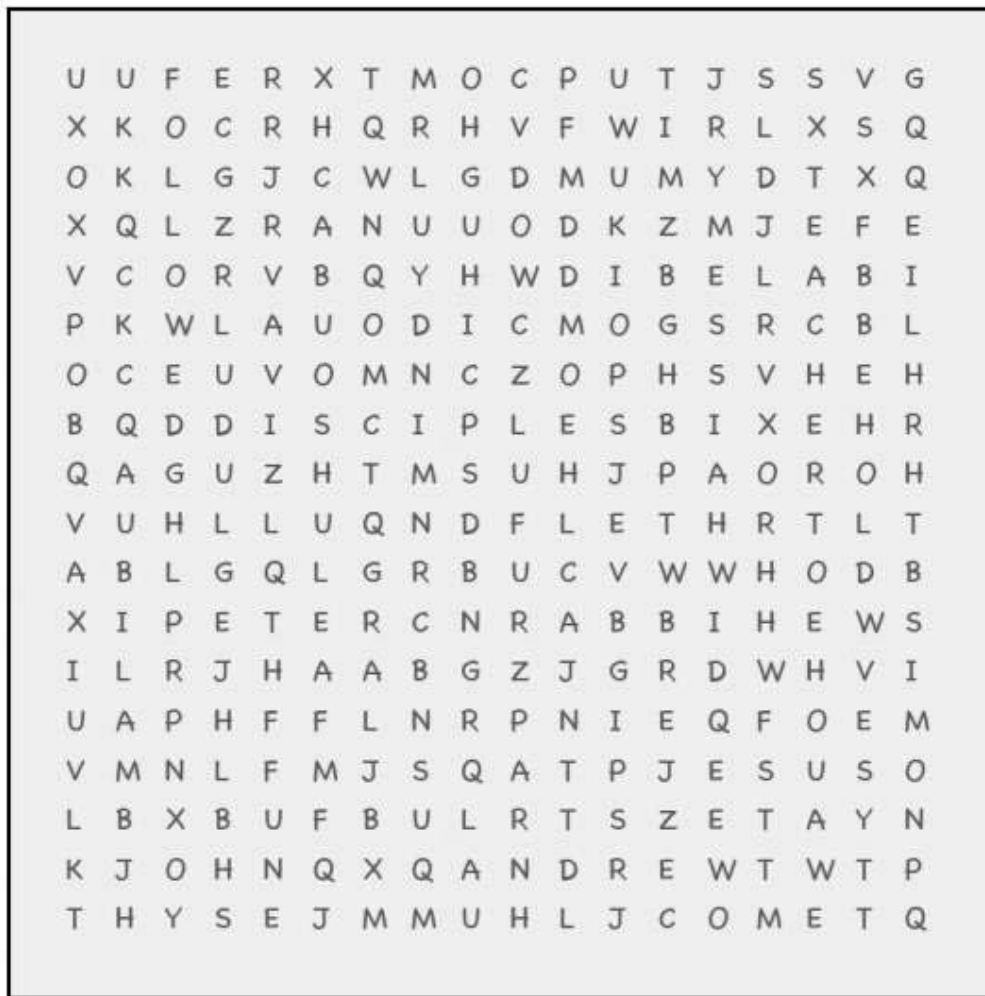 U U F E R X T M O C P U T J S S V G
X K O C R H Q R H V F W I R L X S Q
O K L G J C W L G D M U M Y D T X Q
X Q L Z R A N U U O D K Z M J E F E
V C O R V B Q Y H W D I B E L A B I
P K W L A U O D I C M O G S R C B L
O C E U V O M N C Z O P H S V H E H
B Q D D I S C I P L E S B I X E H R
Q A G U Z H T M S U H J P A O R O H
V U H L L U Q N D F L E T H R T L T
A B L G Q L G R B U C V W W H O D B
X I P E T E R C N R A B B I H E W S
I L R J H A A B G Z J G R D W H V I
U A P H F F L N R P N I E Q F O E M
V M N L F M J S Q A T P J E S U S O
L B X B U F B U L R T S Z E T A Y N
K J O H N Q X Q A N D R E W T W T P
T H Y S E J M M U H L J C O M E T Q